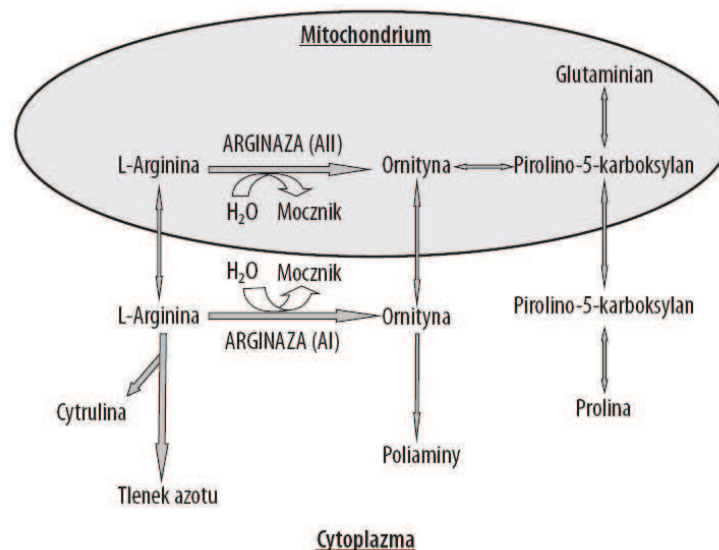 Mitochondrium
Glutaminian
ARGINAZA (AII)
L-Arginina
Ornityna
Pirolino-5-karboksylan
H₂O
Mocznik
H₂O
Mocznik
L-Arginina
Ornityna
Pirolino-5-karboksylan
ARGINAZA (AI)
Cytrulina
Prolina
Poliaminy
Tlenek azotu
Cytoplazma